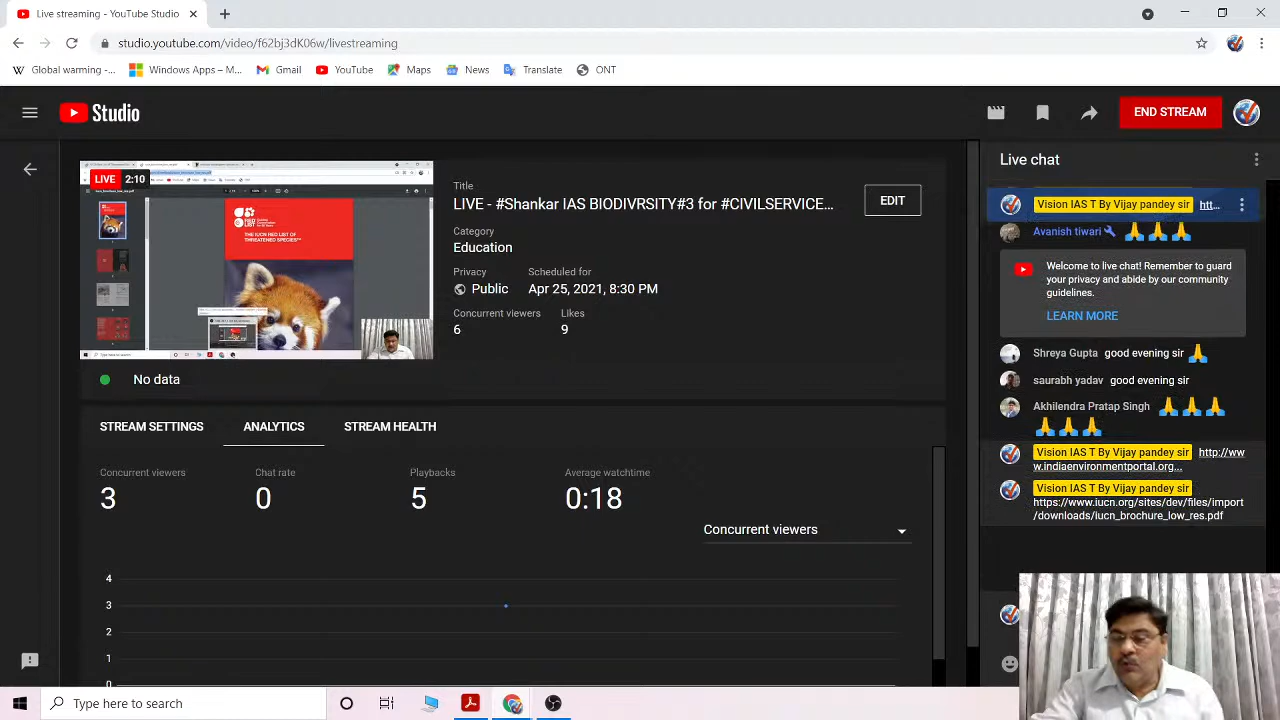 Live streaming - YouTube Studio
studio.youtube.com/video/f62bj3dK06w/livestreaming
Global warming -...
Windows Apps – M...
Gmail
YouTube
Maps
News
Translate
ONT
Studio
END STREAM
LIVE 2:10
RED LIST
THE IUCN RED LIST OF
THREATENED SPECIES™
Title
LIVE - #Shankar IAS BIODIVRSITY#3 for #CIVILSERVICE...
EDIT
Category
Education
Privacy
Public
Scheduled for
Apr 25, 2021, 8:30 PM
Concurrent viewers
6
Likes
9
No data
STREAM SETTINGS
ANALYTICS
STREAM HEALTH
Concurrent viewers
3
Chat rate
0
Playbacks
5
Average watchtime
0:18
Concurrent viewers
4
3
2
1
0
Live chat
Vision IAS T By Vijay pandey sir htt...
Avanish tiwari 🙏 🙏 🙏
Welcome to live chat! Remember to guard
your privacy and abide by our community
guidelines.
LEARN MORE
Shreya Gupta good evening sir 🙏
saurabh yadav good evening sir
Akhilendra Pratap Singh 🙏 🙏 🙏
🙏 🙏 🙏
Vision IAS T By Vijay pandey sir http://ww
w.indiaenvironmentportal.org...
Vision IAS T By Vijay pandey sir
https://www.iucn.org/sites/dev/files/import
/downloads/iucn_brochure_low_res.pdf
Type here to search